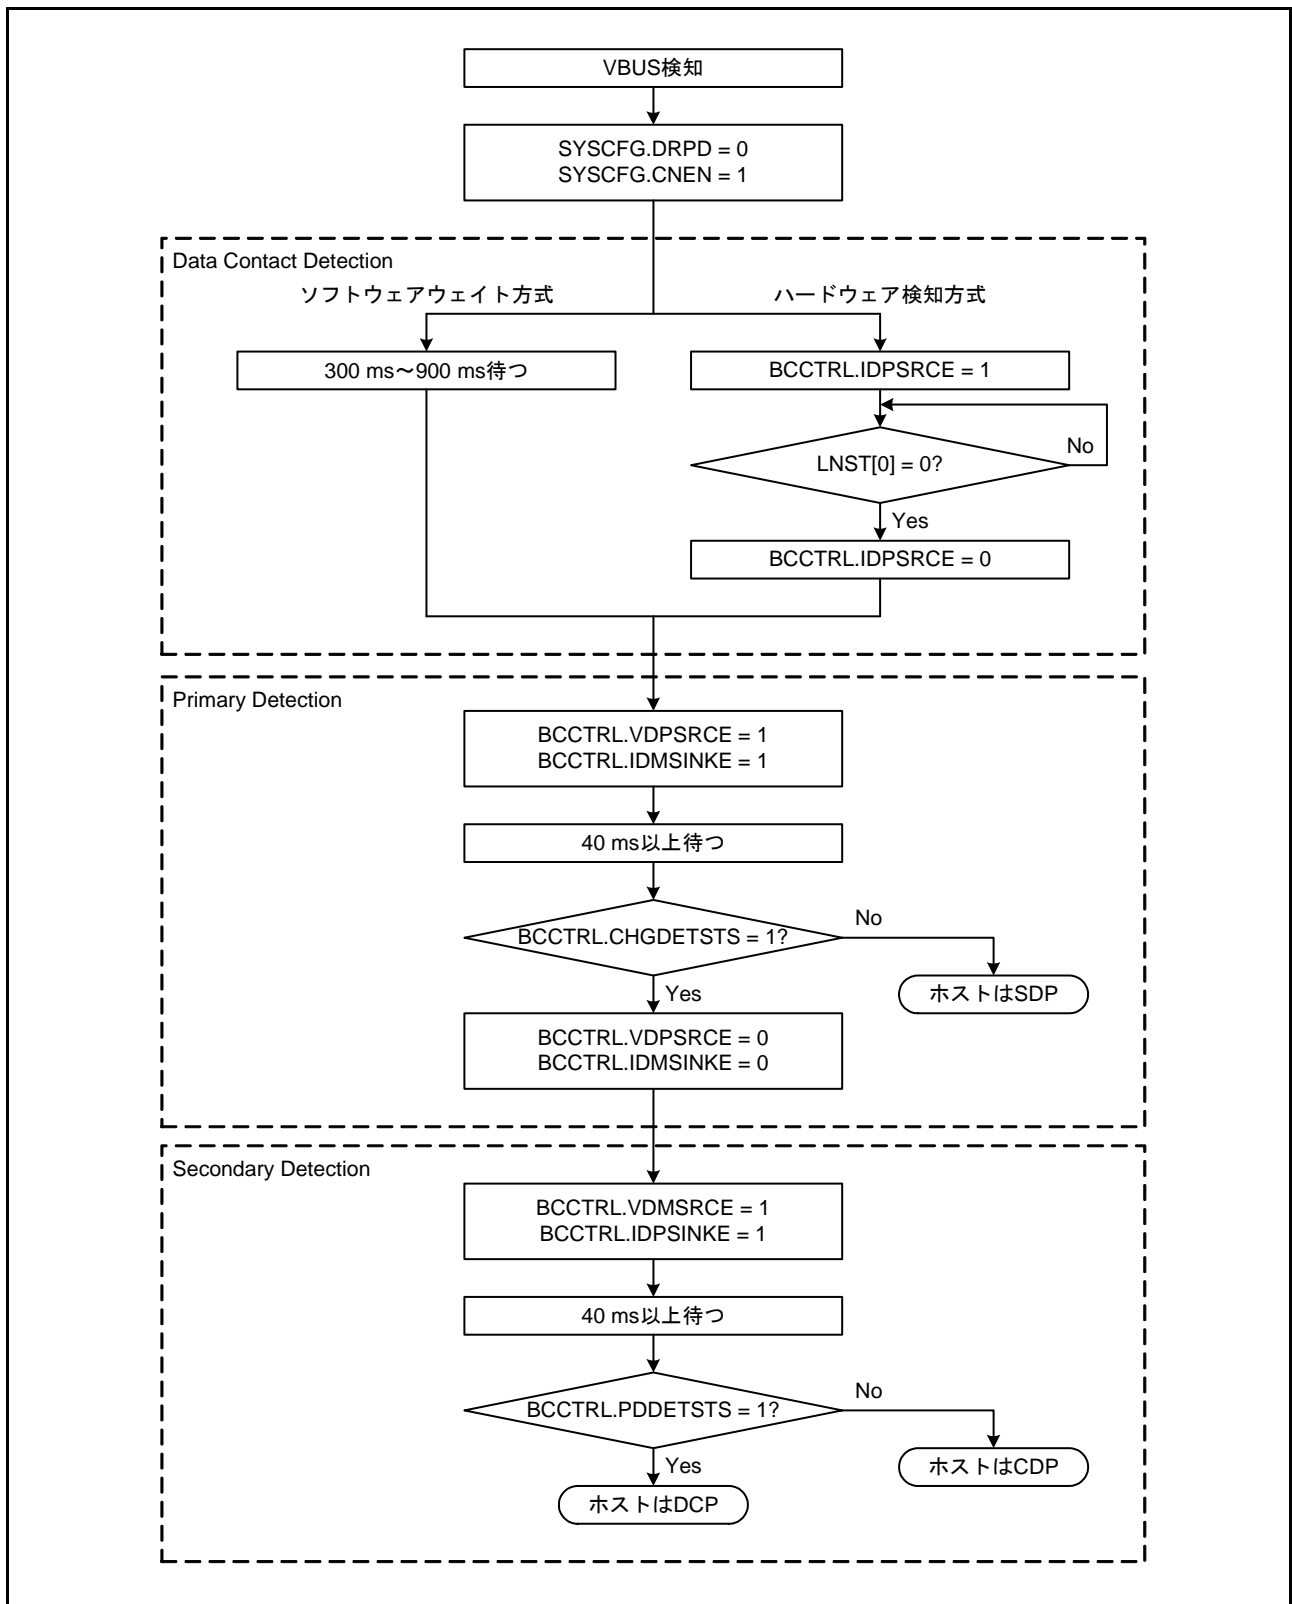 VBUS検知
SYSCFG.DRPD = 0
SYSCFG.CNEN = 1
Data Contact Detection
ソフトウェアウェイト方式
ハードウェア検知方式
300 ms～900 ms待つ
BCCTRL.IDPSRCE = 1
LNST[0] = 0?
No
Yes
BCCTRL.IDPSRCE = 0
Primary Detection
BCCTRL.VDPSRCE = 1
BCCTRL.IDMSINKE = 1
40 ms以上待つ
BCCTRL.CHGDETSTS = 1?
No
ホストはSDP
Yes
BCCTRL.VDPSRCE = 0
BCCTRL.IDMSINKE = 0
Secondary Detection
BCCTRL.VDMSRCE = 1
BCCTRL.IDPSINKE = 1
40 ms以上待つ
BCCTRL.PDDETSTS = 1?
No
ホストはCDP
Yes
ホストはDCP